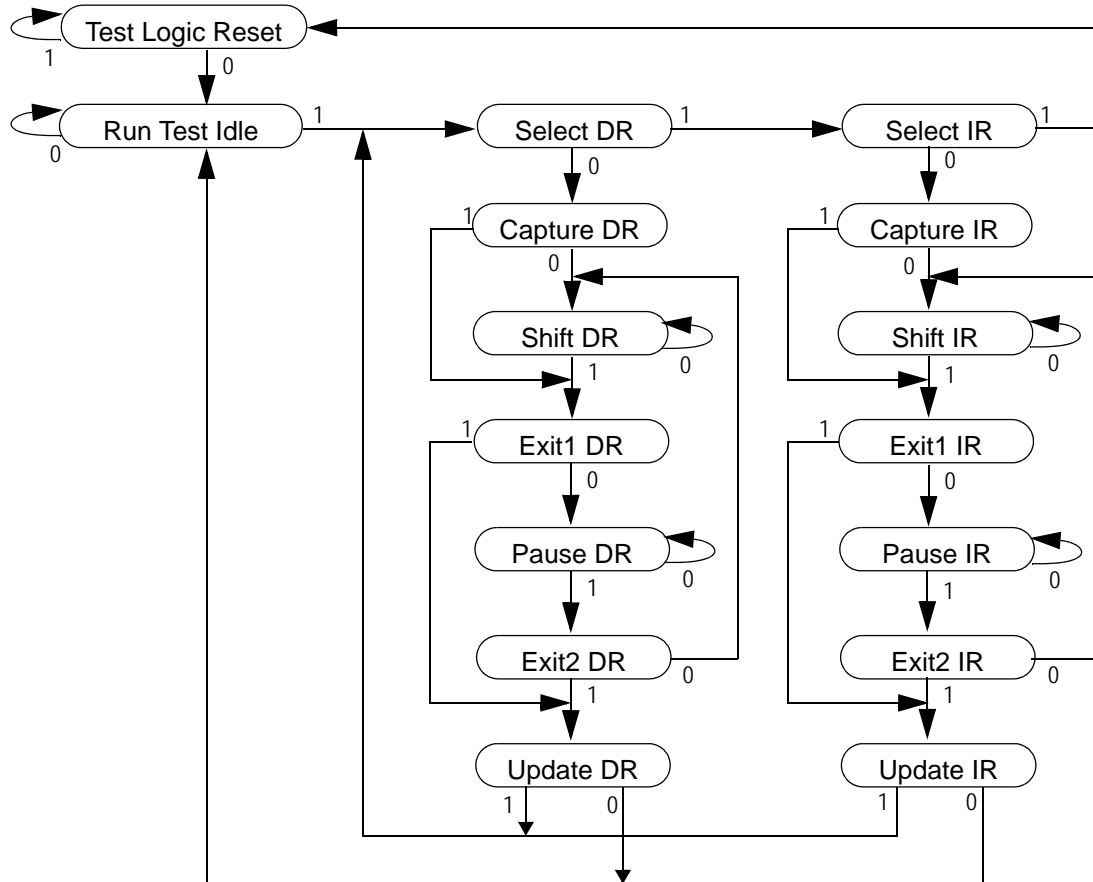 Test Logic Reset
1
0
Run Test Idle
1
Select DR
1
Select IR
1
0
0
0
1
Capture DR
1
Capture IR
0
0
Shift DR
Shift IR
0
0
1
1
1
Exit1 DR
1
Exit1 IR
0
0
Pause DR
Pause IR
0
0
1
1
Exit2 DR
Exit2 IR
0
0
1
1
Update DR
Update IR
1
0
1
0